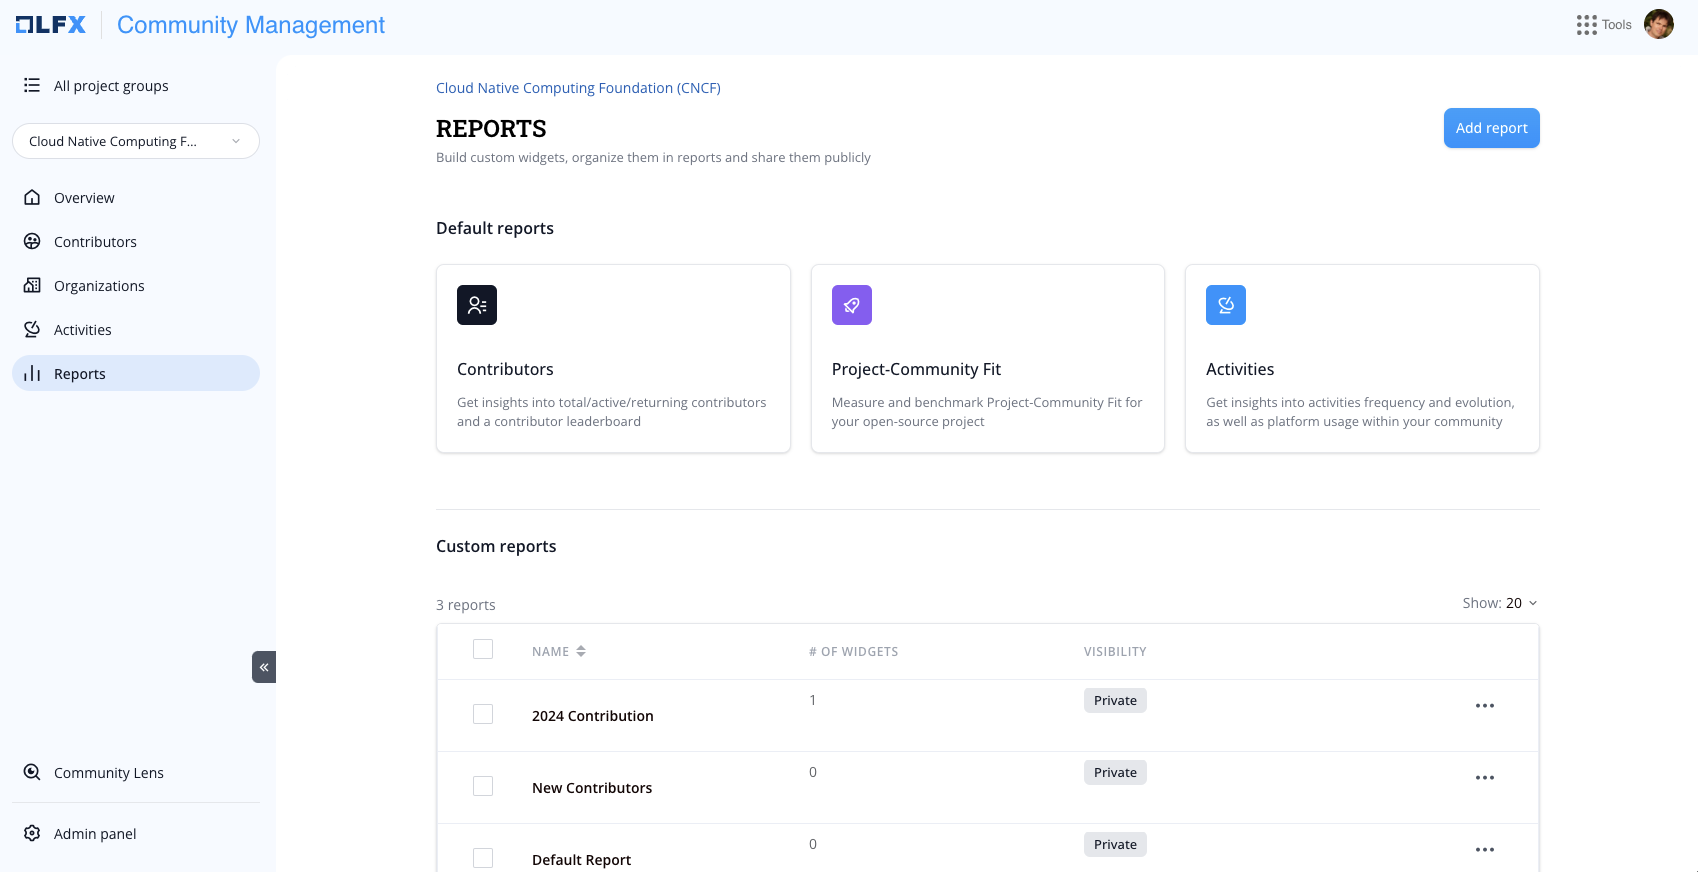 LFX
Community Management
Tools
All project groups
Cloud Native Computing F...
Overview
Contributors
Organizations
Activities
Reports
Community Lens
Admin panel
Cloud Native Computing Foundation (CNCF)
REPORTS
Add report
Build custom widgets, organize them in reports and share them publicly
Default reports
Contributors
Get insights into total/active/returning contributors
and a contributor leaderboard
Project-Community Fit
Measure and benchmark Project-Community Fit for
your open-source project
Activities
Get insights into activities frequency and evolution,
as well as platform usage within your community
Custom reports
3 reports
Show: 20
NAME # OF WIDGETS VISIBILITY
2024 Contribution 1 Private
New Contributors 0 Private
Default Report 0 Private